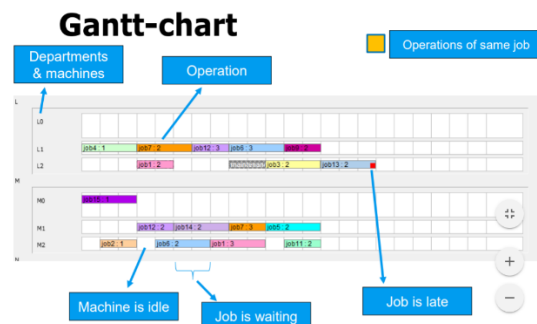 Gantt-chart
Departments
& machines
Operation
Operations of same job
L
L0
L1
job4 : 1
job7 : 2
job12 : 3
job6 : 3
: 2
L2
job1 : 2
job3 : 2
job13 : 2
M
M0
M1
job12 : 2
job14 : 2
job7 : 3
job5 : 2
M2
job2 : 1
job6 : 2
job1 : 3
job11 : 2
Machine is idle
Job is waiting
Job is late